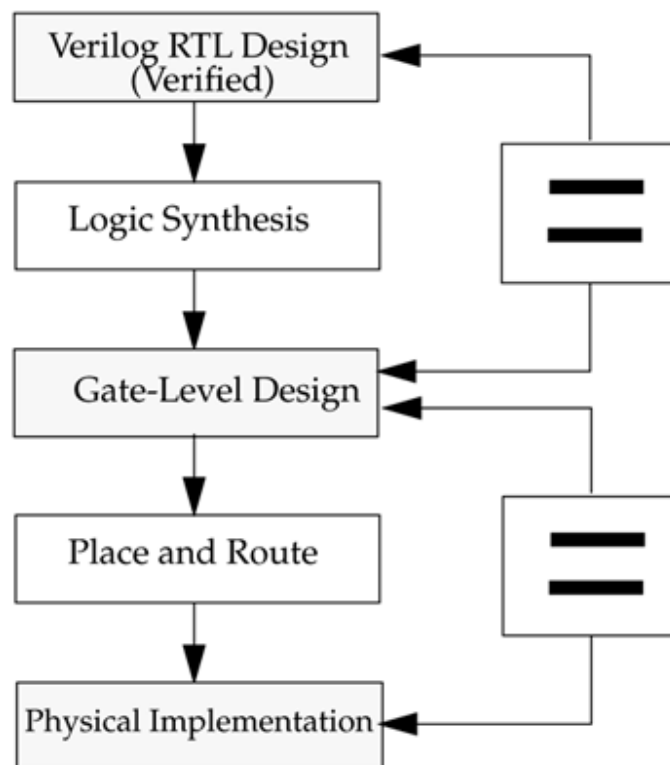 Verilog RTL Design
(Verified)
Logic Synthesis
Gate-Level Design
Place and Route
Physical Implementation